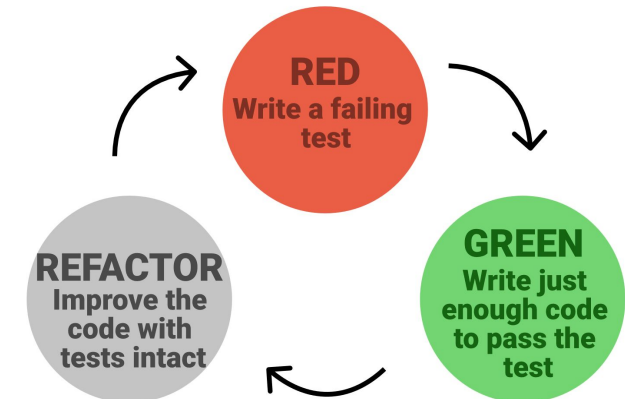 RED
Write a failing
test
GREEN
Write just
enough code
to pass the
test
REFACTOR
Improve the
code with
tests intact